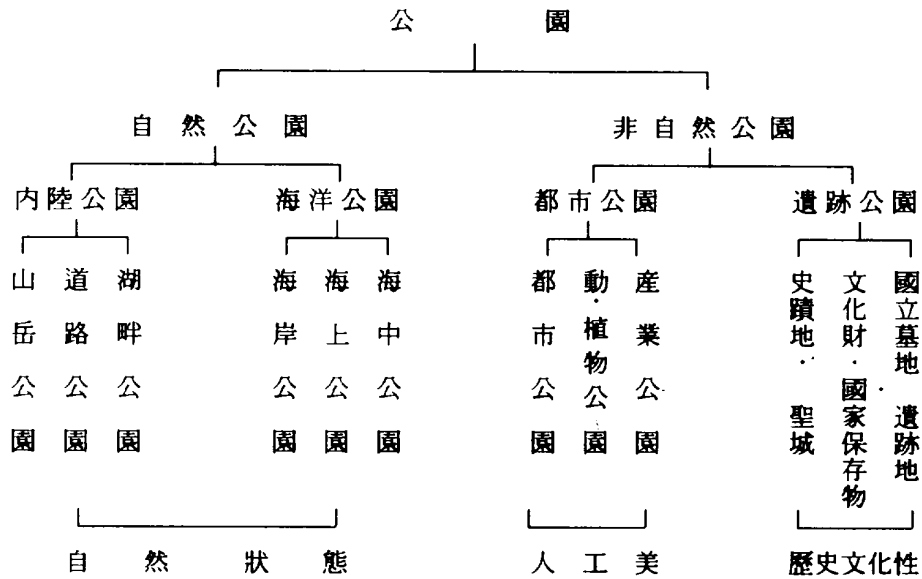 公園
自然公園
非自然公園
内陸公園
海洋公園
都市公園
遺跡公園
山岳公園
道路公園
湖畔公園
海岸公園
海上公園
海中公園
都市公園
動·植物公園
産業公園
史蹟地· 聖城
文化財·國家保存物
國立墓地· 遺跡地
自然狀態
人工美
歷史文化性